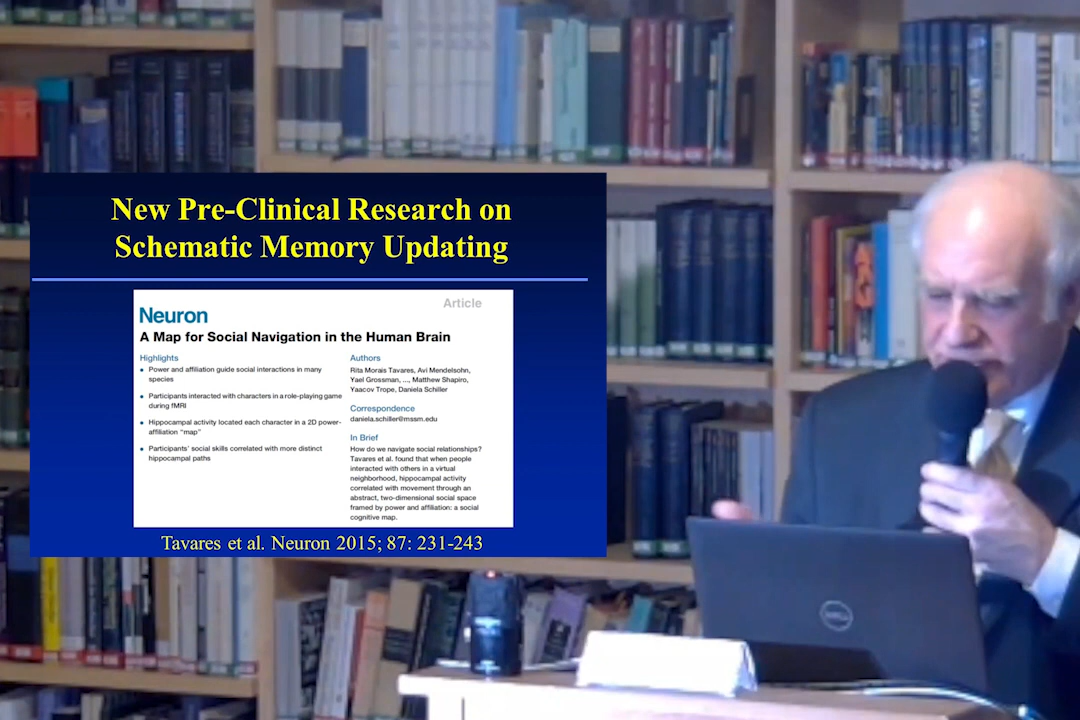 New Pre-Clinical Research on
Schematic Memory Updating
Article
Neuron
A Map for Social Navigation in the Human Brain
Highlights
• Power and affiliation guide social interactions in many
species
• Participants interacted with characters in a role-playing game
during fMRI
• Hippocampal activity located each character in a 2D power-
affiliation “map”
• Participants’ social skills correlated with more distinct
hippocampal paths
Authors
Rita Morais Tavares, Avi Mendelsohn,
Yael Grossman, ..., Matthew Shapiro,
Yaacov Trope, Daniela Schiller
Correspondence
daniela.schiller@mssm.edu
In Brief
How do we navigate social relationships?
Tavares et al. found that when people
interacted with others in a virtual
neighborhood, hippocampal activity
correlated with movement through an
abstract, two-dimensional social space
framed by power and affiliation: a social
cognitive map.
Tavares et al. Neuron 2015; 87: 231-243
DELL